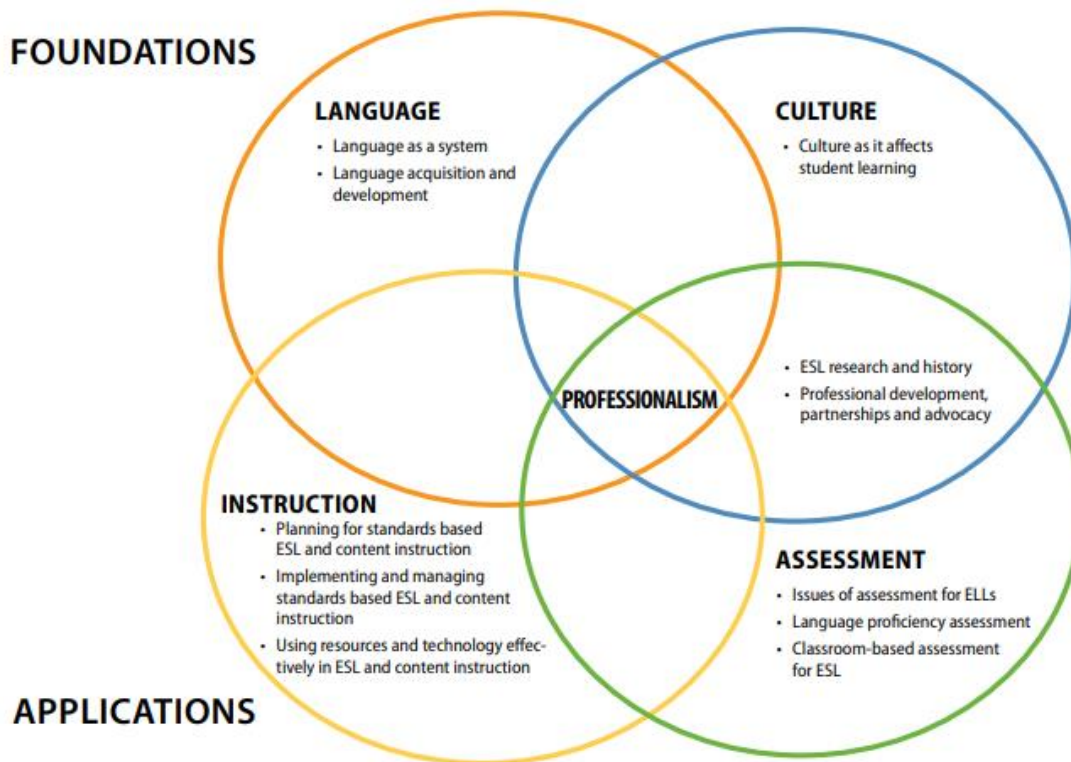 FOUNDATIONS
LANGUAGE
• Language as a system
• Language acquisition and
development
CULTURE
• Culture as it affects
student learning
PROFESSIONALISM
• ESL research and history
• Professional development,
partnerships and advocacy
INSTRUCTION
• Planning for standards based
ESL and content instruction
• Implementing and managing
standards based ESL and content
instruction
• Using resources and technology effec-
tively in ESL and content instruction
ASSESSMENT
• Issues of assessment for ELLs
• Language proficiency assessment
• Classroom-based assessment
for ESL
APPLICATIONS